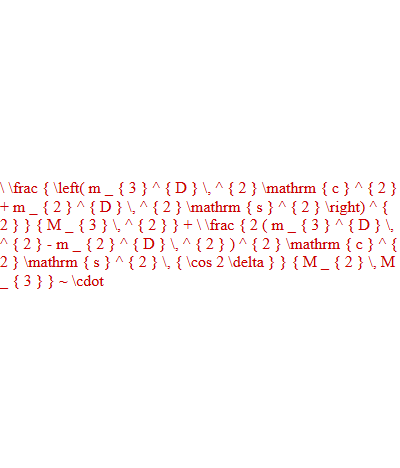 \ \frac { \left( m _ { 3 } ^ { D } \, ^ { 2 } \mathrm { c } ^ { 2 }
+ m _ { 2 } ^ { D } \, ^ { 2 } \mathrm { s } ^ { 2 } \right) ^ {
2 } } { M _ { 3 } \, ^ { 2 } } + \ \frac { 2 ( m _ { 3 } ^ { D } \,
^ { 2 } - m _ { 2 } ^ { D } \, ^ { 2 } ) ^ { 2 } \mathrm { c } ^ {
2 } \mathrm { s } ^ { 2 } \, { \cos 2 \delta } } { M _ { 2 } \, M
_ { 3 } } ~ \cdot